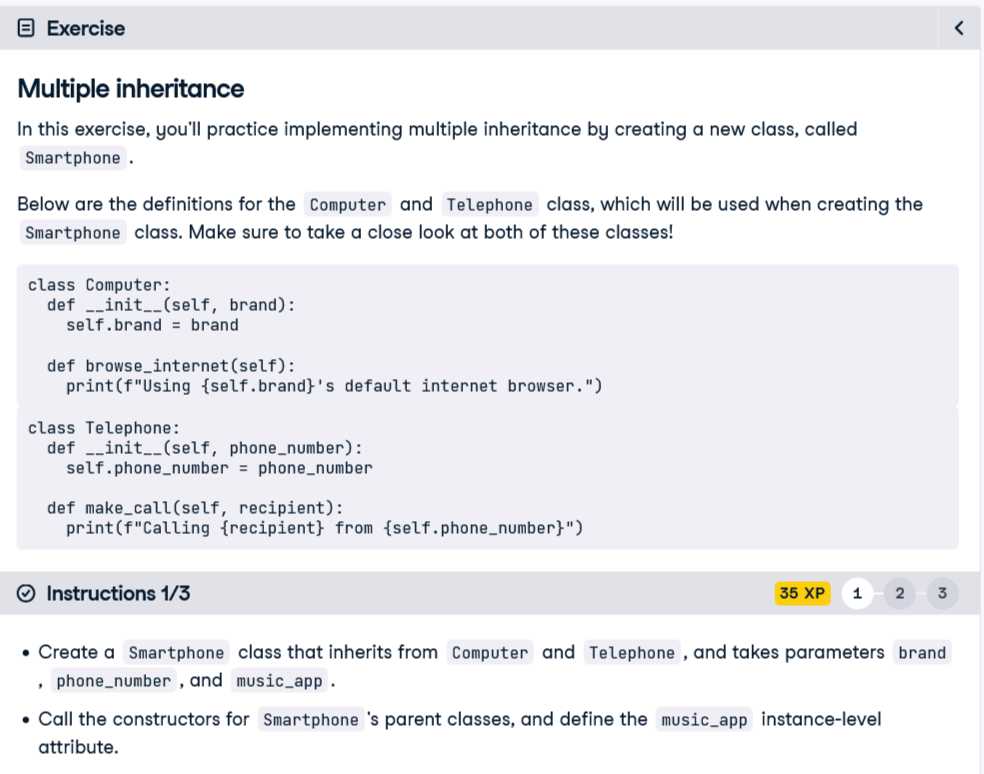 Exercise
Multiple inheritance
In this exercise, you'll practice implementing multiple inheritance by creating a new class, called
Smartphone .
Below are the definitions for the Computer and Telephone class, which will be used when creating the
Smartphone class. Make sure to take a close look at both of these classes!
class Computer:
  def __init__(self, brand):
    self.brand = brand
  def browse_internet(self):
    print(f"Using {self.brand}'s default internet browser.")
class Telephone:
  def __init__(self, phone_number):
    self.phone_number = phone_number
  def make_call(self, recipient):
    print(f"Calling {recipient} from {self.phone_number}")
Instructions 1/3 35 XP 1 2 3
• Create a Smartphone class that inherits from Computer and Telephone , and takes parameters brand
, phone_number , and music_app .
• Call the constructors for Smartphone 's parent classes, and define the music_app instance-level
attribute.